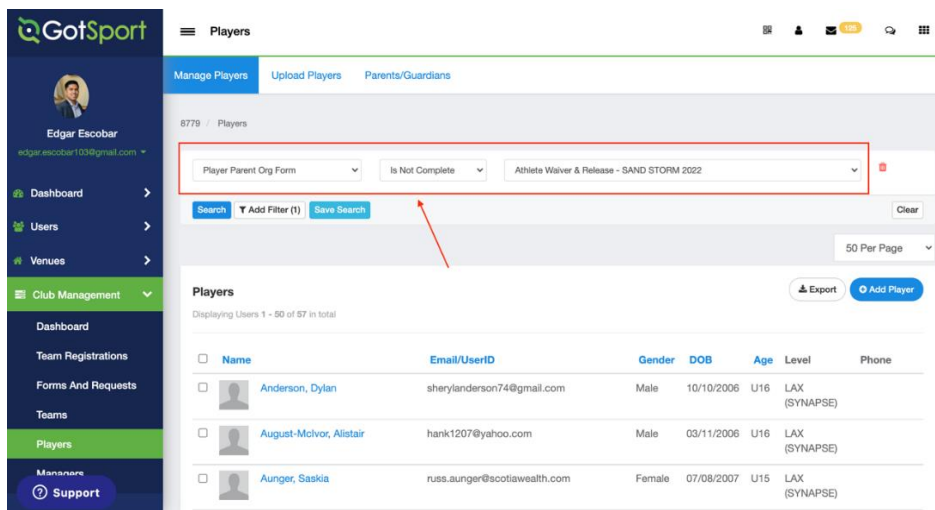 GotSport
Players
125
Edgar Escobar
edgar.escobar103@gmail.com
Dashboard
Users
Venues
Club Management
Dashboard
Team Registrations
Forms And Requests
Teams
Players
Managers
Support
Manage Players Upload Players Parents/Guardians
8779 / Players
Player Parent Org Form Is Not Complete Athlete Waiver & Release - SAND STORM 2022
Search Add Filter (1) Save Search Clear
50 Per Page
Players Export Add Player
Displaying Users 1 - 50 of 57 in total
Name Email/UserID Gender DOB Age Level Phone
Anderson, Dylan sherylanderson74@gmail.com Male 10/10/2006 U16 LAX
(SYNAPSE)
August-McIvor, Alistair hank1207@yahoo.com Male 03/11/2006 U16 LAX
(SYNAPSE)
Aunger, Saskia russ.aunger@scotiawealth.com Female 07/08/2007 U15 LAX
(SYNAPSE)